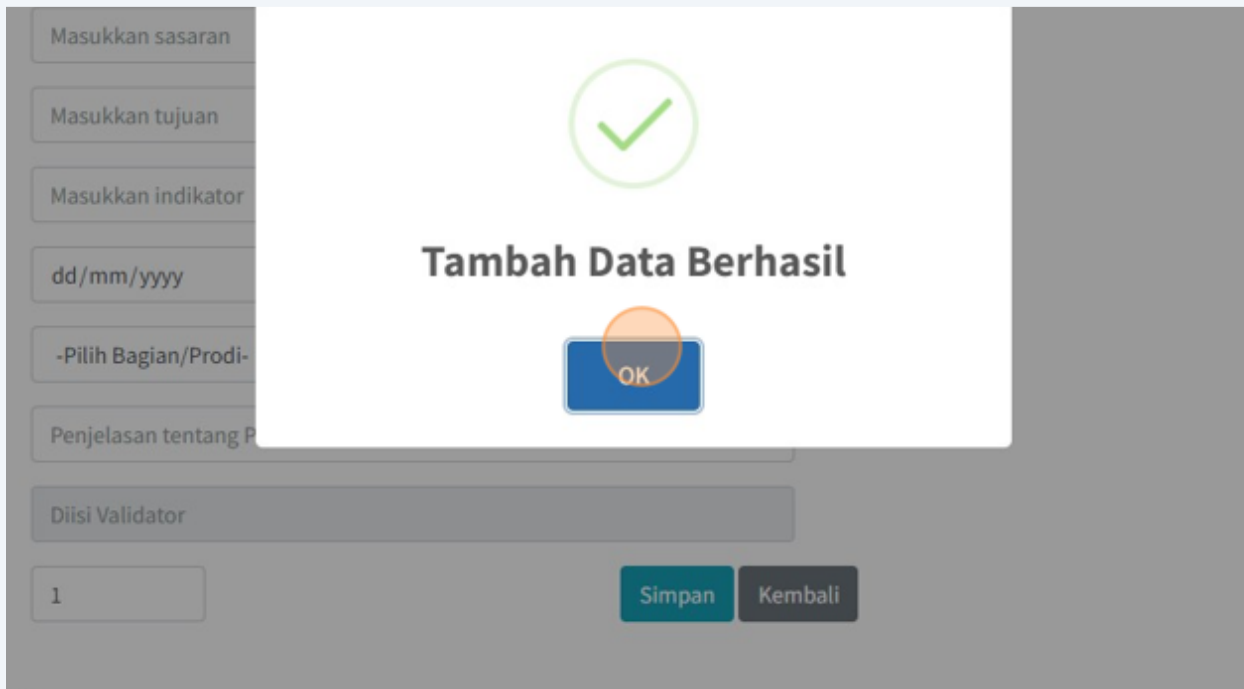 Masukkan sasaran
Masukkan tujuan
Masukkan indikator
Tambah Data Berhasil
dd/mm/yyyy
-Pilih Bagian/Prodi-
OK
Penjelasan tentang P
Diisi Validator
1
Simpan
Kembali